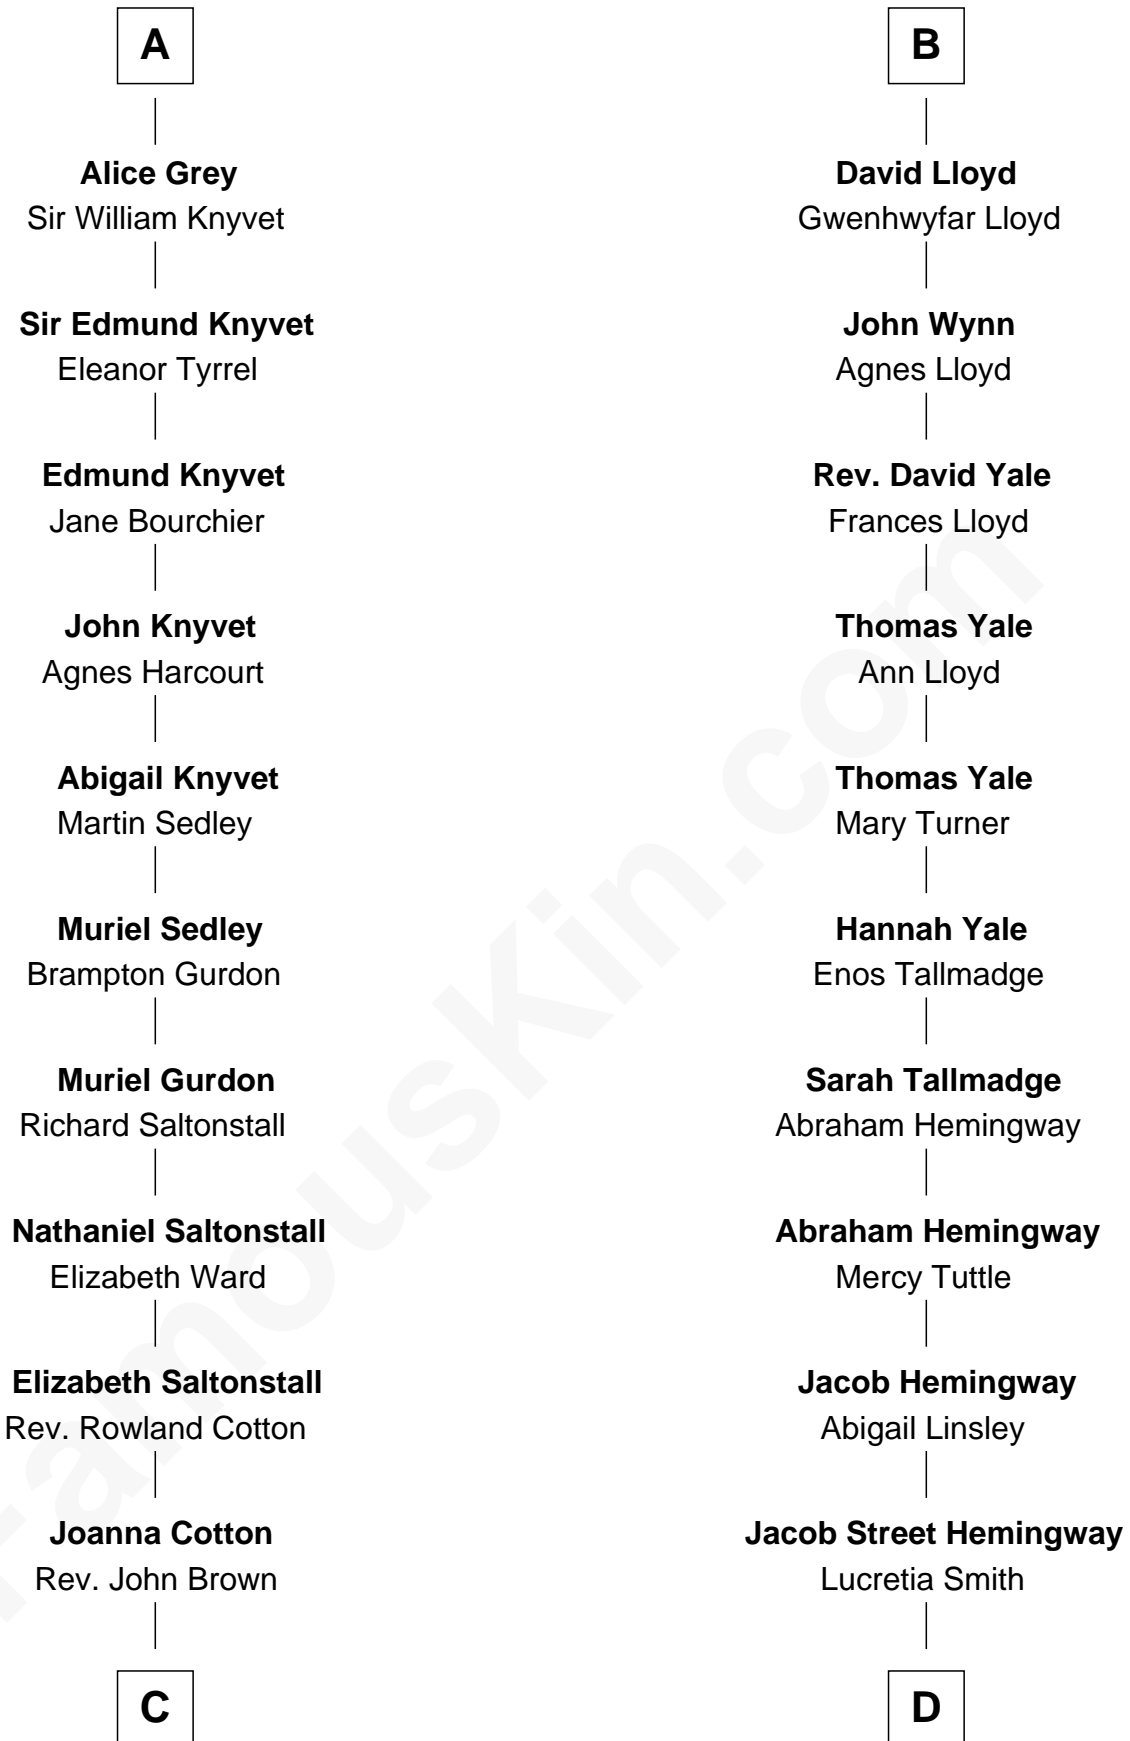 A
Alice Grey
Sir William Knyvet
Sir Edmund Knyvet
Eleanor Tyrrel
Edmund Knyvet
Jane Bourchier
John Knyvet
Agnes Harcourt
Abigail Knyvet
Martin Sedley
Muriel Sedley
Brampton Gurdon
Muriel Gurdon
Richard Saltonstall
Nathaniel Saltonstall
Elizabeth Ward
Elizabeth Saltonstall
Rev. Rowland Cotton
Joanna Cotton
Rev. John Brown
C
B
David Lloyd
Gwenhwyfar Lloyd
John Wynn
Agnes Lloyd
Rev. David Yale
Frances Lloyd
Thomas Yale
Ann Lloyd
Thomas Yale
Mary Turner
Hannah Yale
Enos Tallmadge
Sarah Tallmadge
Abraham Hemingway
Abraham Hemingway
Mercy Tuttle
Jacob Hemingway
Abigail Linsley
Jacob Street Hemingway
Lucretia Smith
D
FamousKin.com